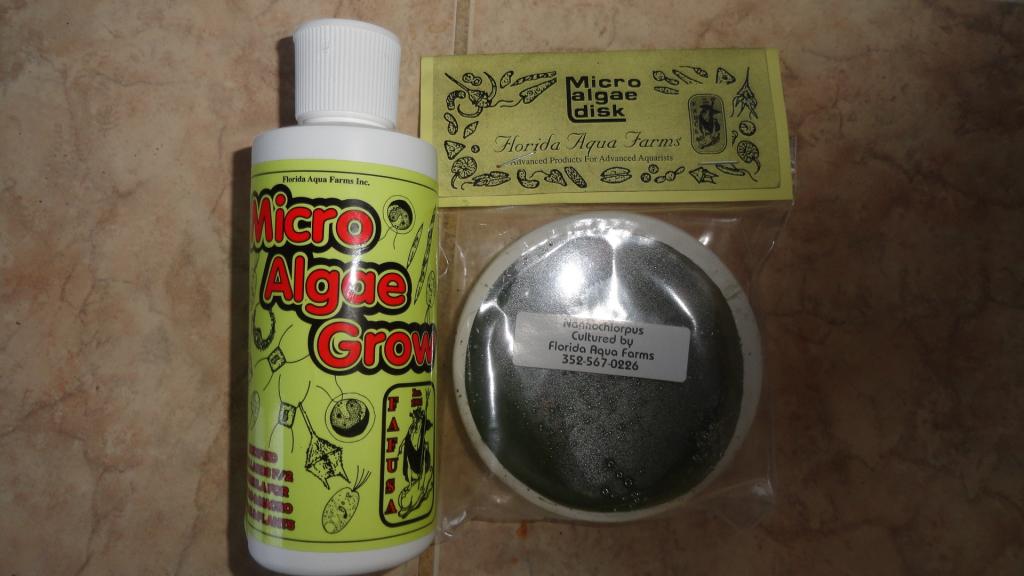 Florida Aqua Farms Inc.
Micro
Algae
Grow
FAFUSA
Micro
algae
disk
Florida Aqua Farms
Advanced Products For Advanced Aquarists
Nannochlorpus
Cultured by
Florida Aqua Farms
352-567-0226